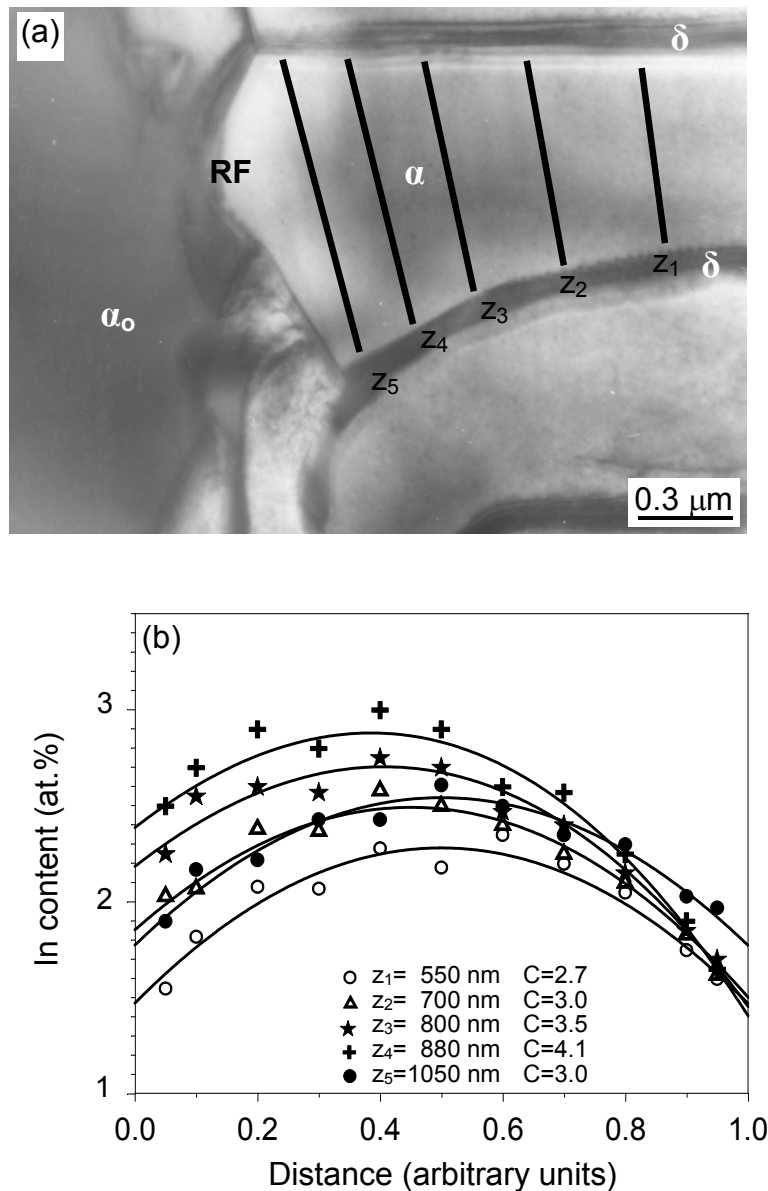 (a)
δ
RF
α
αo
z1
δ
z2
z3
z4
z5
0.3 μm
(b)
3
2
1
In content (at.%)
z1= 550 nm C=2.7
z2= 700 nm C=3.0
z3= 800 nm C=3.5
z4= 880 nm C=4.1
z5=1050 nm C=3.0
0.0 0.2 0.4 0.6 0.8 1.0
Distance (arbitrary units)